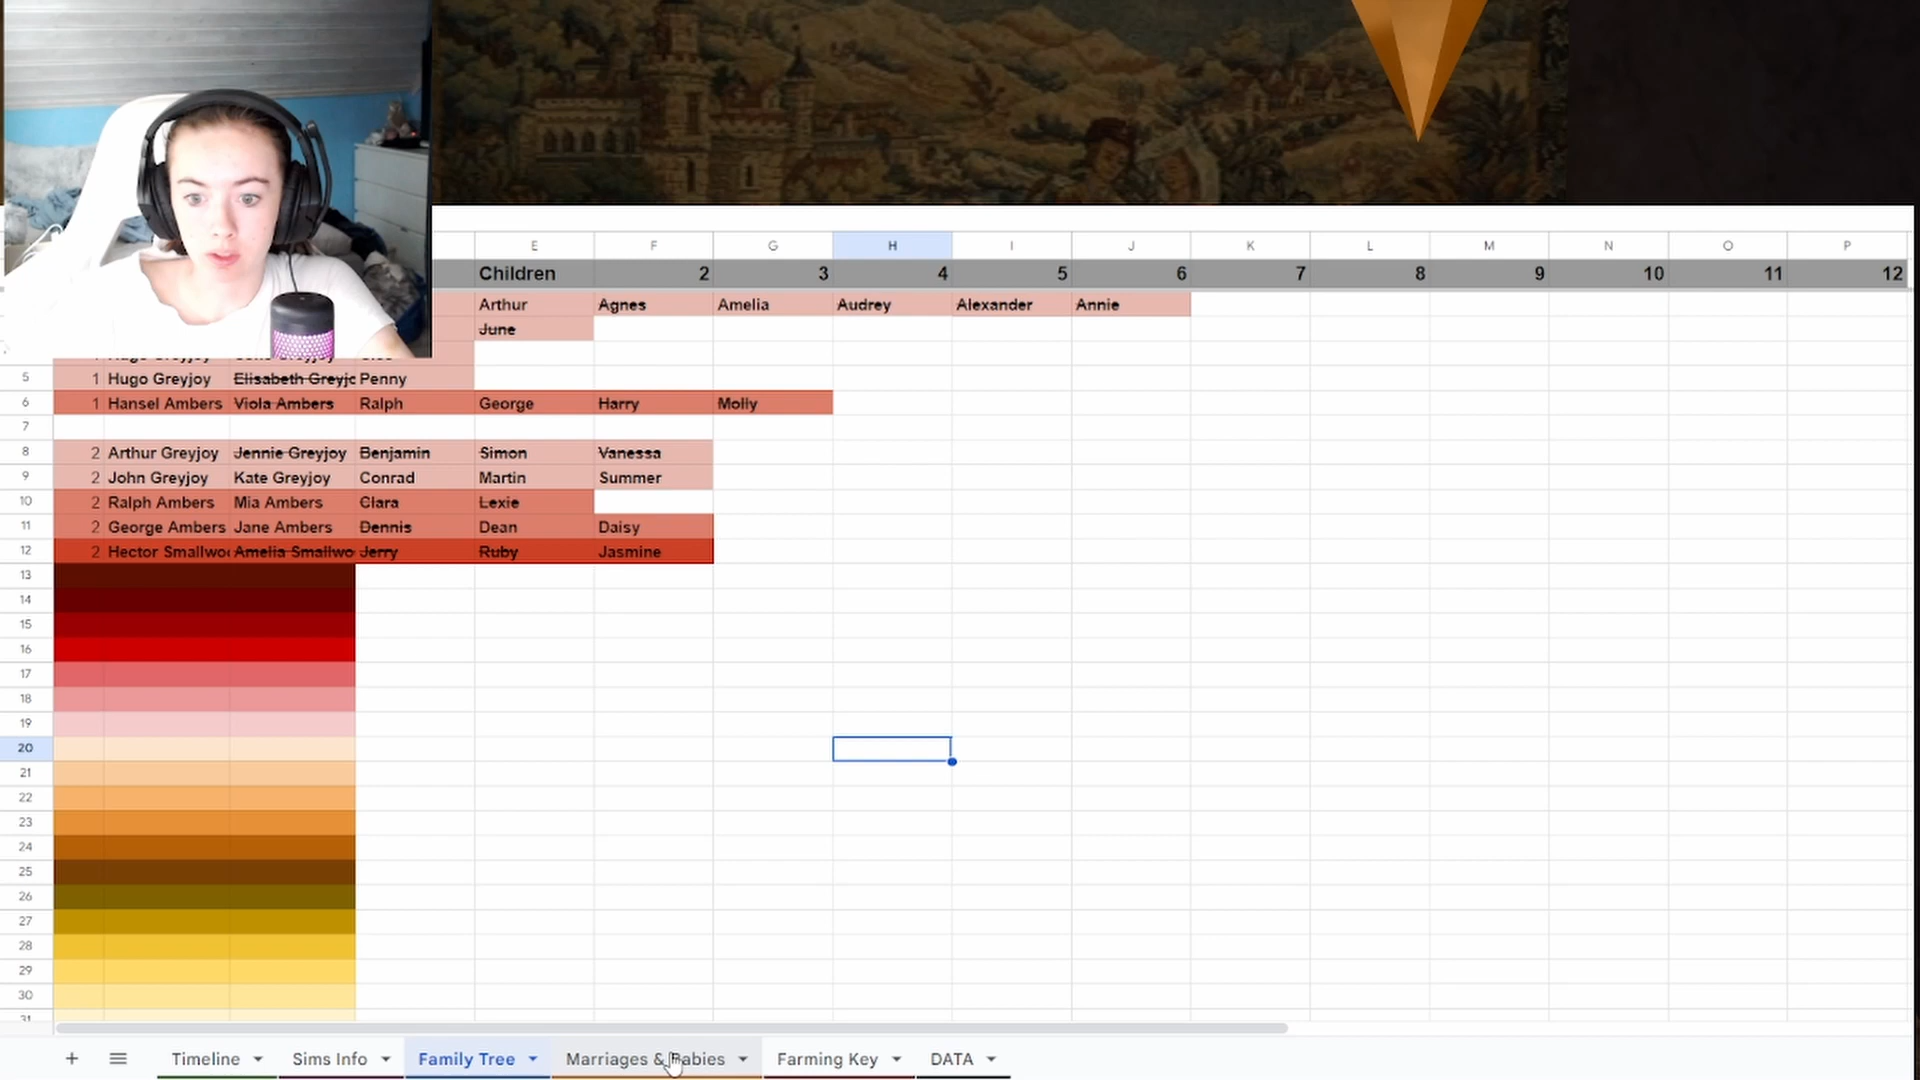 E F G H I J K L M N O P
Children 2 3 4 5 6 7 8 9 10 11 12
Arthur Agnes Amelia Audrey Alexander Annie
June
5 1 Hugo Greyjoy Elisabeth Greyjo Penny
6 1 Hansel Ambers Viola Ambers Ralph George Harry Molly
7
8 2 Arthur Greyjoy Jennie Greyjoy Benjamin Simon Vanessa
9 2 John Greyjoy Kate Greyjoy Conrad Martin Summer
10 2 Ralph Ambers Mia Ambers Clara Lexie
11 2 George Ambers Jane Ambers Dennis Dean Daisy
12 2 Hector Smallwo Amelia Smallwo Jerry Ruby Jasmine
13
14
15
16
17
18
19
20
21
22
23
24
25
26
27
28
29
30
31
+ Timeline Sims Info Family Tree Marriages & Babies Farming Key DATA